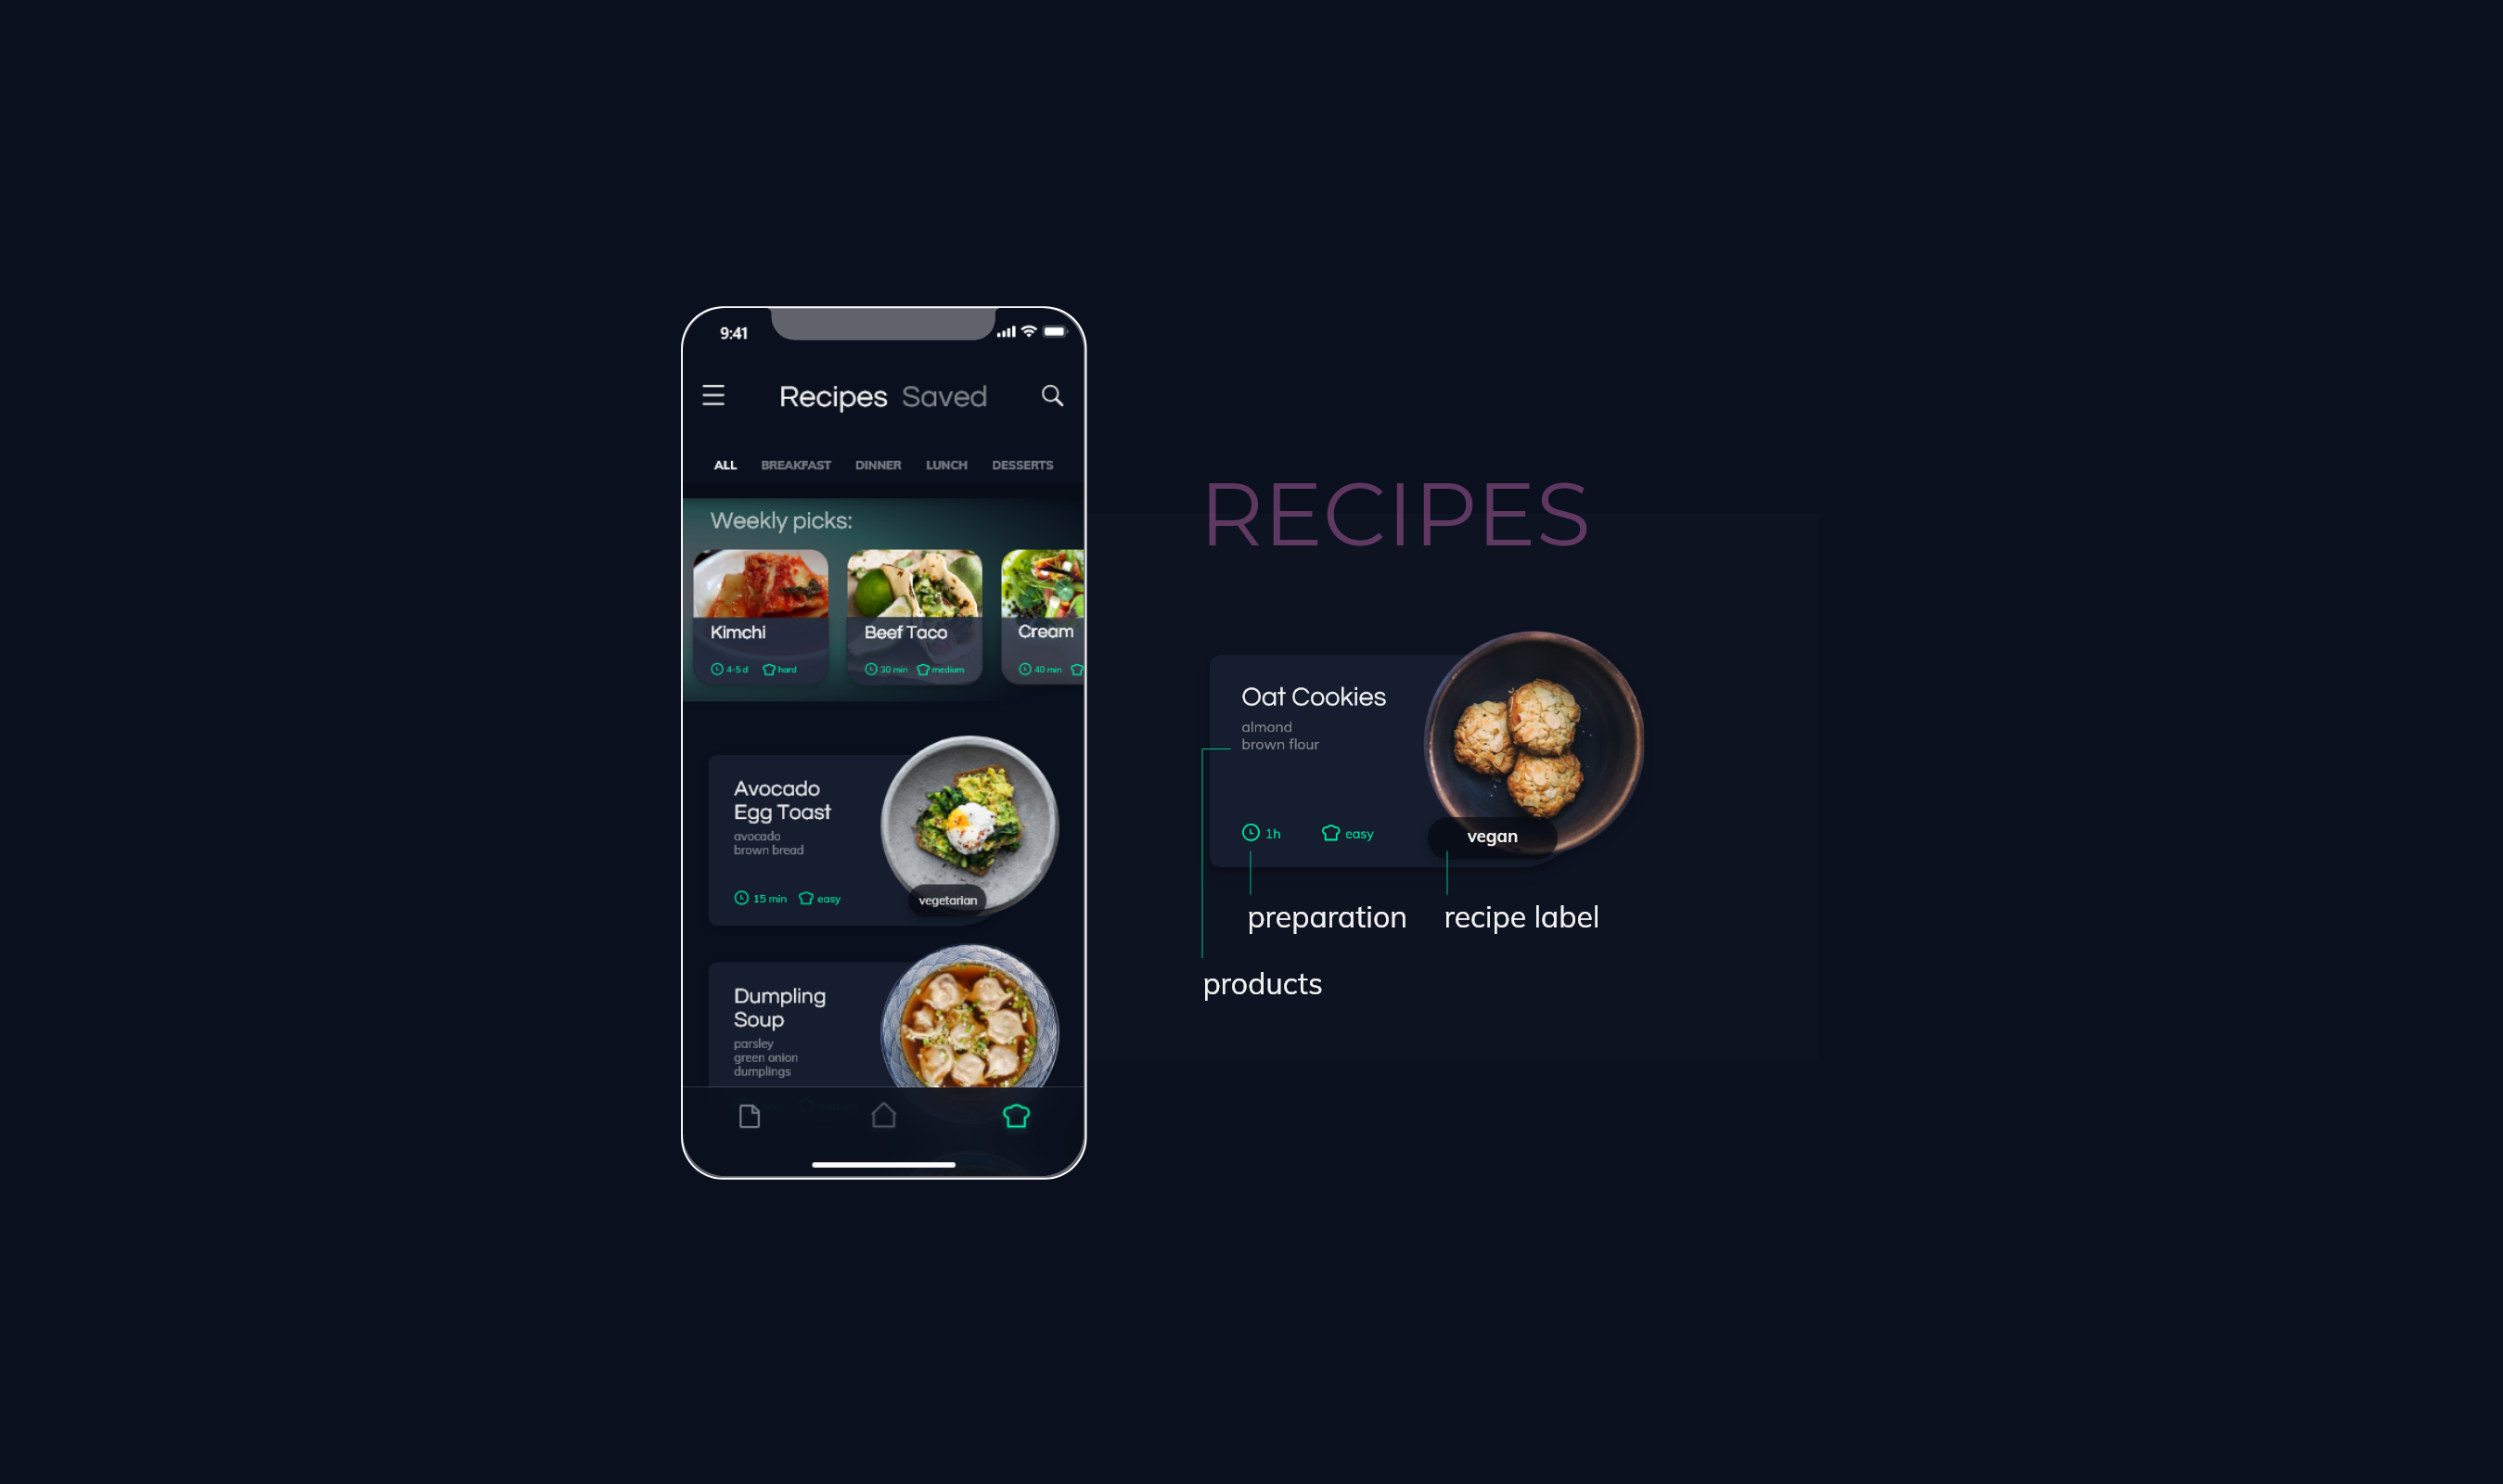 9:41
Recipes Saved
ALL BREAKFAST DINNER LUNCH DESSERTS
Weekly picks:
Kimchi
4-5 d hard
Beef Taco
30 min medium
Cream
40 min
Avocado
Egg Toast
avocado
brown bread
15 min easy
vegetarian
Dumpling
Soup
parsley
green onion
dumplings
RECIPES
Oat Cookies
almond
brown flour
1h easy
vegan
preparation recipe label
products